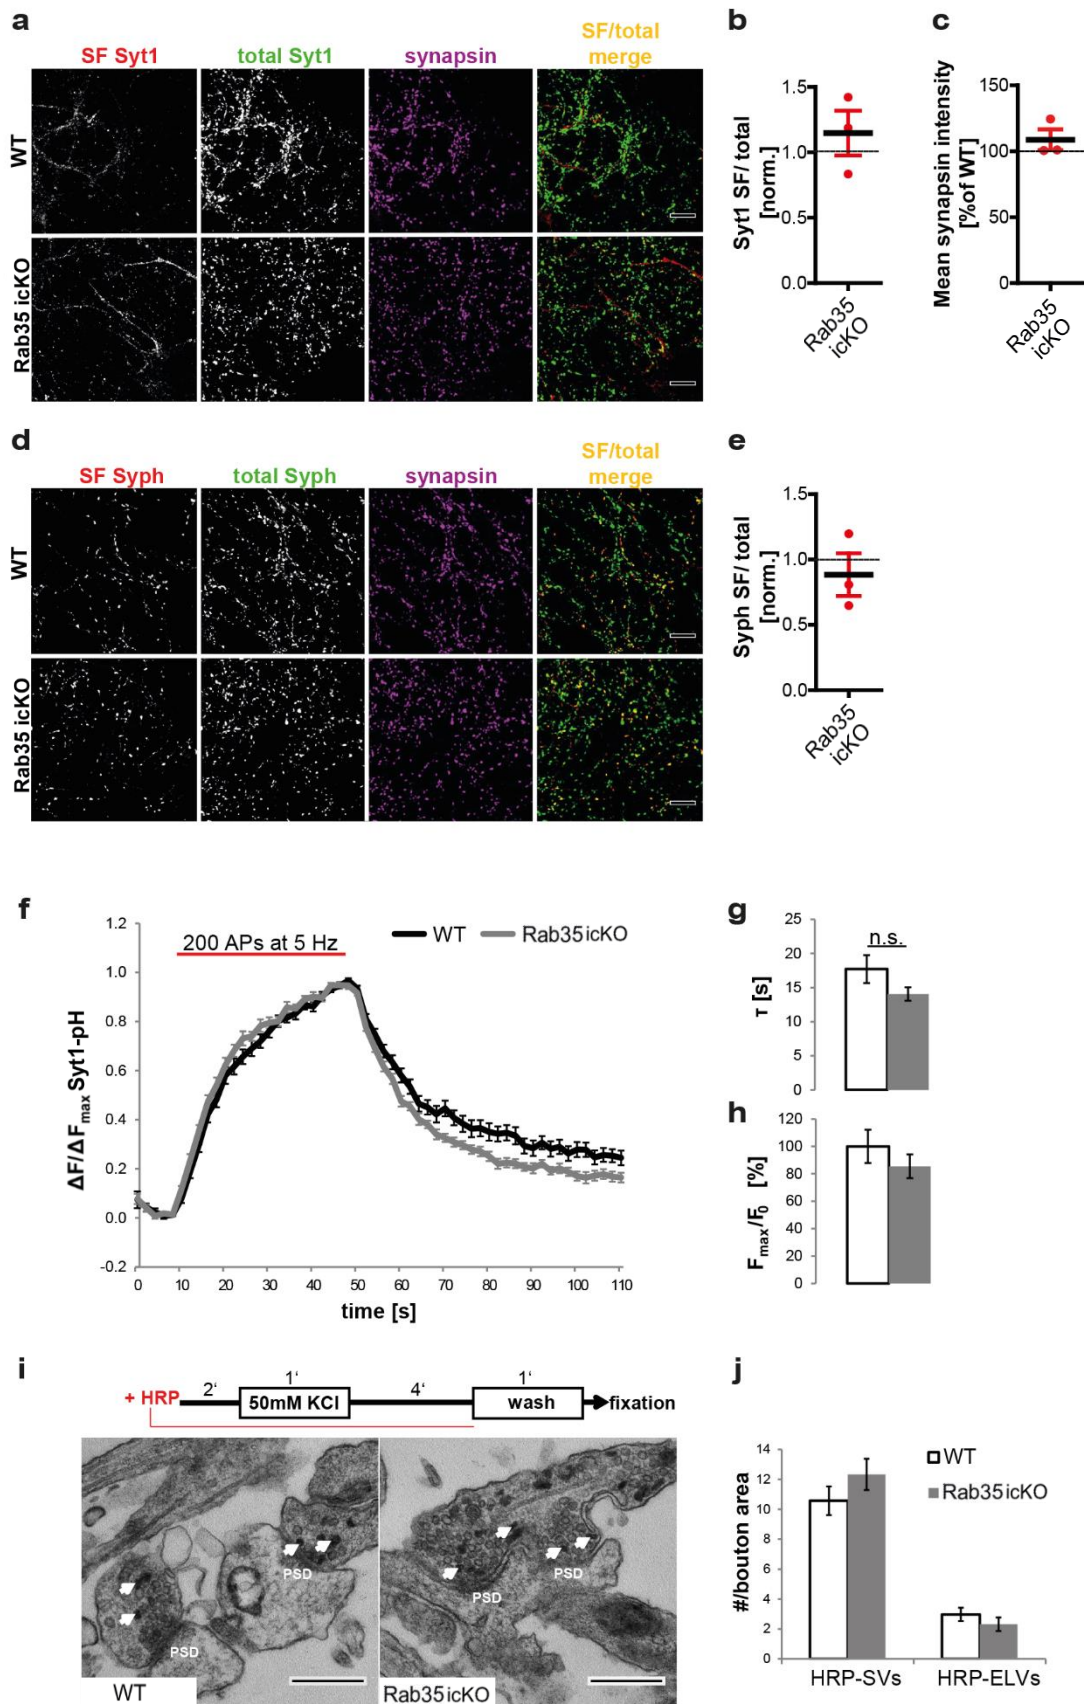 a
SF Syt1
total Syt1
synapsin
SF/total
merge
WT
Rab35 icKO
b
Syt1 SF/ total
[norm.]
1.5
1.0
0.5
0.0
Rab35
icKO
c
Mean synapsin intensity
[%of WT]
150
100
50
0
Rab35
icKO
d
SF Syph
total Syph
synapsin
SF/total
merge
WT
Rab35 icKO
e
Syph SF/ total
[norm.]
1.5
1.0
0.5
0.0
Rab35
icKO
f
ΔF/ΔFmax Syt1-pH
1.2
1.0
0.8
0.6
0.4
0.2
0.0
-0.2
200 APs at 5 Hz
WT
Rab35icKO
0 10 20 30 40 50 60 70 80 90 100 110
time [s]
g
τ [s]
25
20
15
10
5
0
n.s.
h
Fmax/F0 [%]
120
100
80
60
40
20
0
i
+ HRP
2‘
1‘
50mM KCl
4‘
1‘
wash
fixation
PSD
PSD
WT
PSD
PSD
Rab35icKO
j
#/bouton area
14
12
10
8
6
4
2
0
WT
Rab35icKO
HRP-SVs
HRP-ELVs